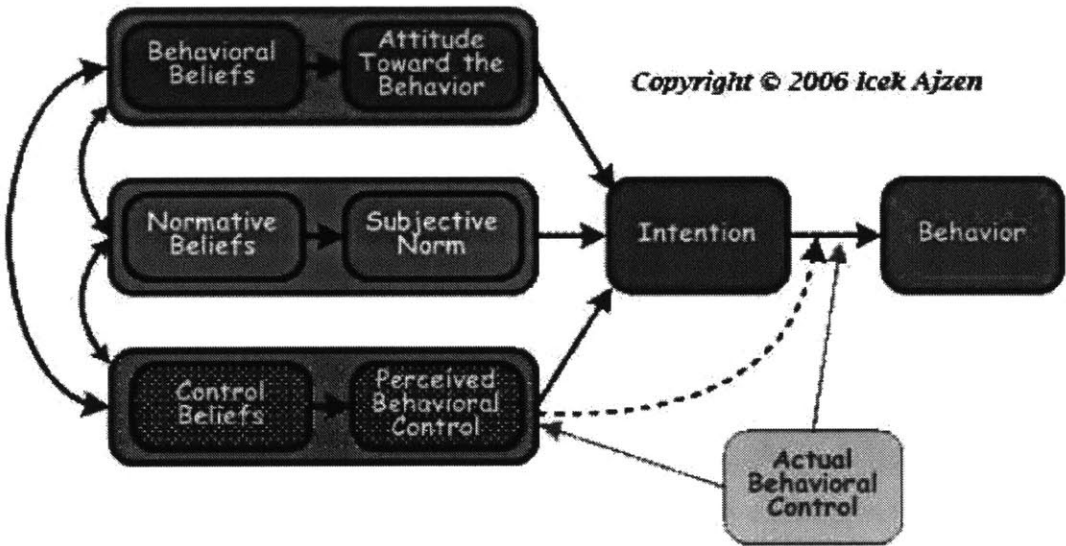 Behavioral
Beliefs
Attitude
Toward the
Behavior
Copyright © 2006 Icek Ajzen
Normative
Beliefs
Subjective
Norm
Intention
Behavior
Control
Beliefs
Perceived
Behavioral
Control
Actual
Behavioral
Control